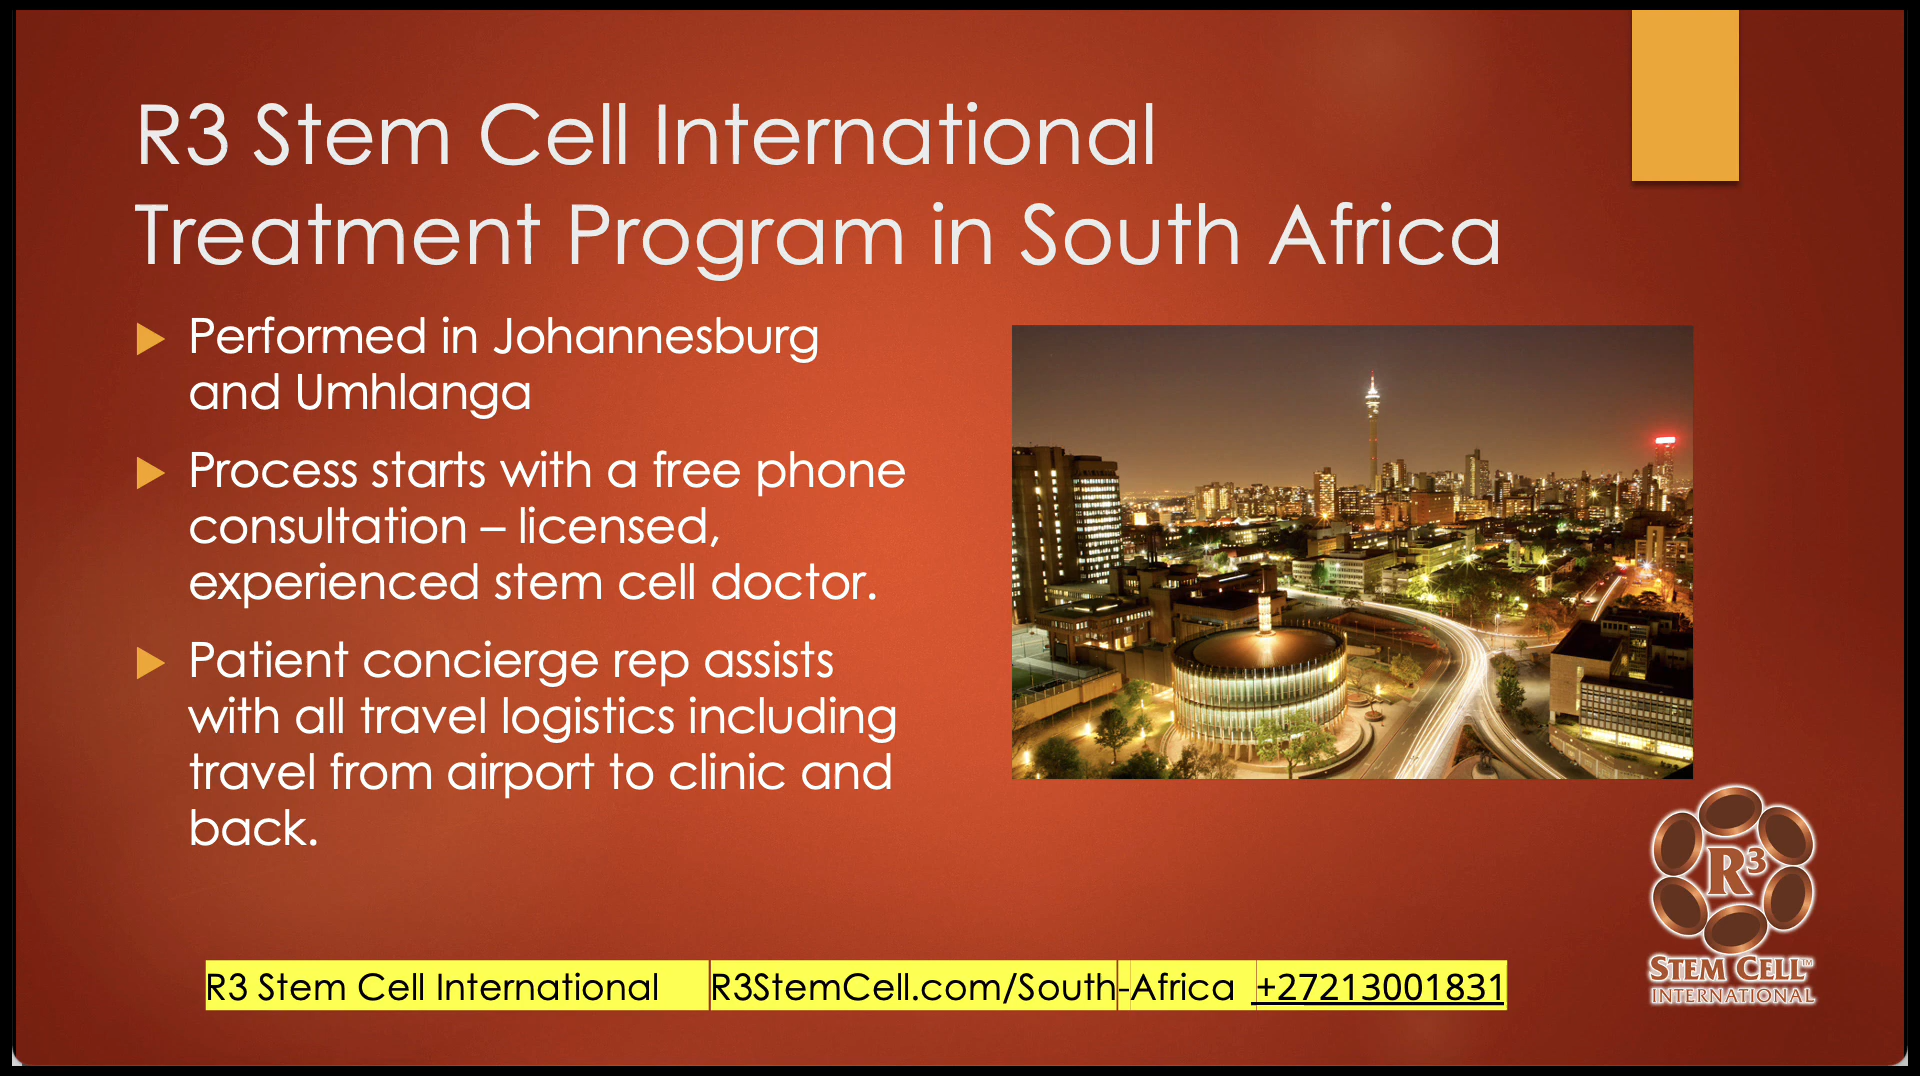 R3 Stem Cell International
Treatment Program in South Africa
Performed in Johannesburg
and Umhlanga
Process starts with a free phone
consultation – licensed,
experienced stem cell doctor.
Patient concierge rep assists
with all travel logistics including
travel from airport to clinic and
back.
R3
STEM CELL™
INTERNATIONAL
R3 Stem Cell International R3StemCell.com/South-Africa +27213001831